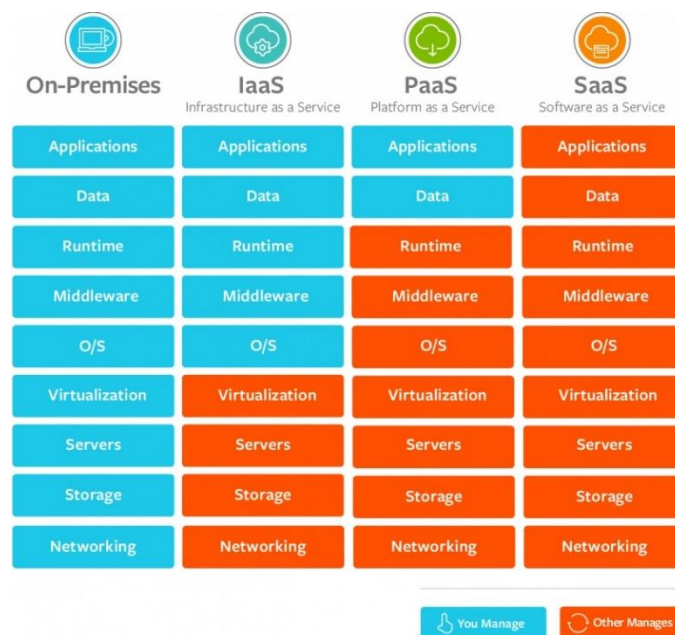 On-Premises
IaaS
PaaS
SaaS
Infrastructure as a Service
Platform as a Service
Software as a Service
Applications
Applications
Applications
Applications
Data
Data
Data
Data
Runtime
Runtime
Runtime
Runtime
Middleware
Middleware
Middleware
Middleware
O/S
O/S
O/S
O/S
Virtualization
Virtualization
Virtualization
Virtualization
Servers
Servers
Servers
Servers
Storage
Storage
Storage
Storage
Networking
Networking
Networking
Networking
You Manage
Other Manages